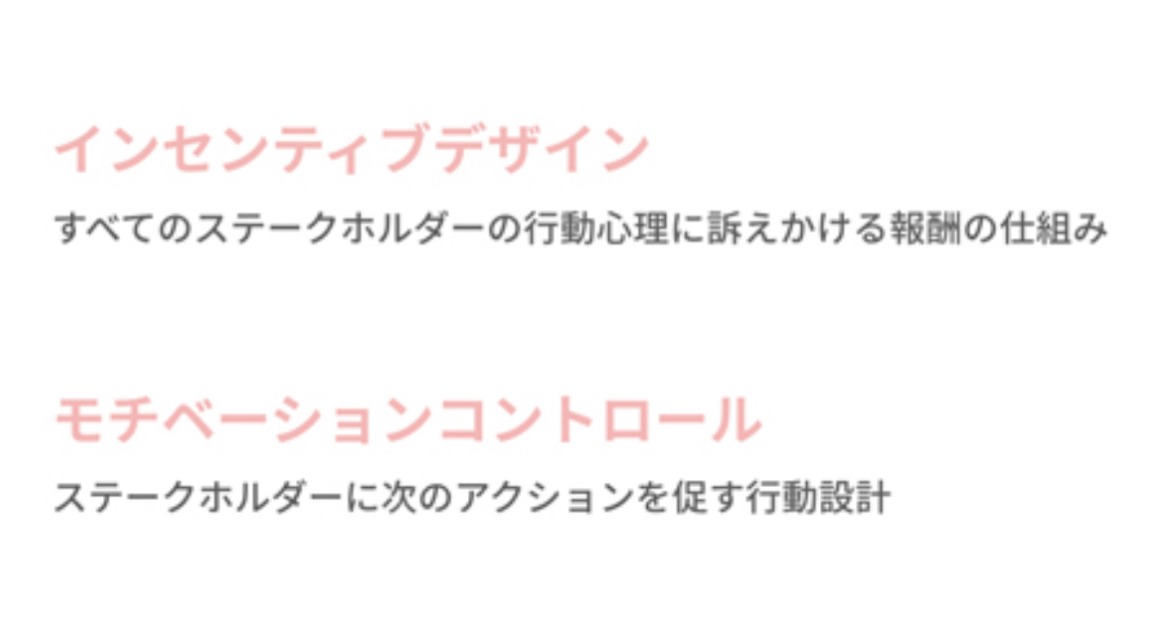 インセンティブデザイン
すべてのステークホルダーの行動心理に訴えかける報酬の仕組み
モチベーションコントロール
ステークホルダーに次のアクションを促す行動設計